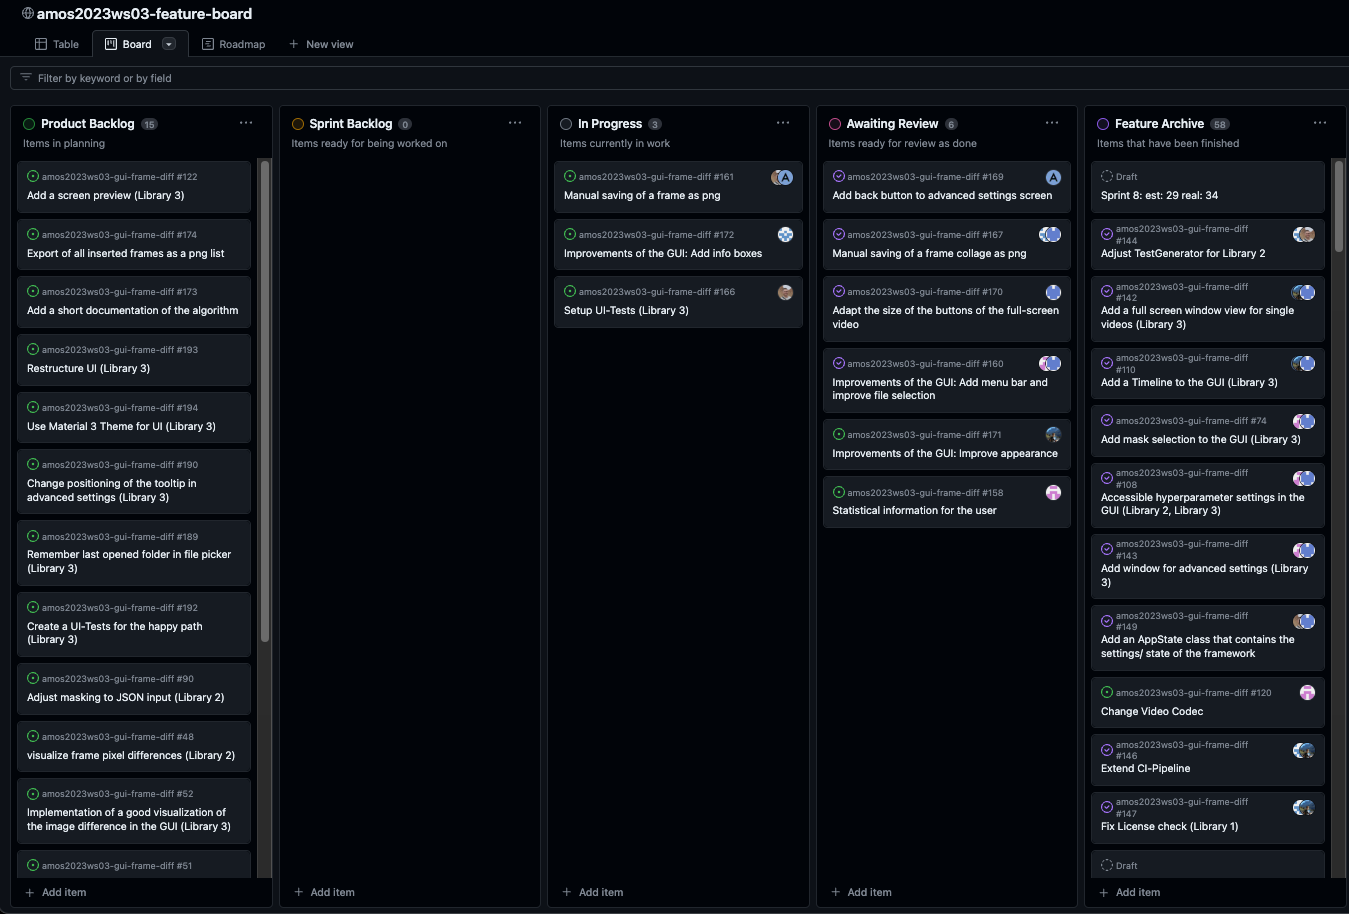 amos2023ws03-feature-board
Table
Board
Roadmap
New view
Filter by keyword or by field
Product Backlog 15
Items in planning
amos2023ws03-gui-frame-diff #122
Add a screen preview (Library 3)
amos2023ws03-gui-frame-diff #174
Export of all inserted frames as a png list
amos2023ws03-gui-frame-diff #173
Add a short documentation of the algorithm
amos2023ws03-gui-frame-diff #193
Restructure UI (Library 3)
amos2023ws03-gui-frame-diff #194
Use Material 3 Theme for UI (Library 3)
amos2023ws03-gui-frame-diff #190
Change positioning of the tooltip in
advanced settings (Library 3)
amos2023ws03-gui-frame-diff #189
Remember last opened folder in file picker
(Library 3)
amos2023ws03-gui-frame-diff #192
Create a UI-Tests for the happy path
(Library 3)
amos2023ws03-gui-frame-diff #90
Adjust masking to JSON input (Library 2)
amos2023ws03-gui-frame-diff #48
visualize frame pixel differences (Library 2)
amos2023ws03-gui-frame-diff #52
Implementation of a good visualization of
the image difference in the GUI (Library 3)
amos2023ws03-gui-frame-diff #51
Add item
Sprint Backlog 0
Items ready for being worked on
Add item
In Progress 3
Items currently in work
amos2023ws03-gui-frame-diff #161
A
Manual saving of a frame as png
amos2023ws03-gui-frame-diff #172
Improvements of the GUI: Add info boxes
amos2023ws03-gui-frame-diff #166
Setup UI-Tests (Library 3)
Add item
Awaiting Review 6
Items ready for review as done
amos2023ws03-gui-frame-diff #169
A
Add back button to advanced settings screen
amos2023ws03-gui-frame-diff #167
Manual saving of a frame collage as png
amos2023ws03-gui-frame-diff #170
Adapt the size of the buttons of the full-screen
video
amos2023ws03-gui-frame-diff #160
Improvements of the GUI: Add menu bar and
improve file selection
amos2023ws03-gui-frame-diff #171
Improvements of the GUI: Improve appearance
amos2023ws03-gui-frame-diff #158
Statistical information for the user
Add item
Feature Archive 58
Items that have been finished
Draft
Sprint 8: est: 29 real: 34
amos2023ws03-gui-frame-diff
#144
Adjust TestGenerator for Library 2
amos2023ws03-gui-frame-diff
#142
Add a full screen window view for single
videos (Library 3)
amos2023ws03-gui-frame-diff
#110
Add a Timeline to the GUI (Library 3)
amos2023ws03-gui-frame-diff #74
Add mask selection to the GUI (Library 3)
amos2023ws03-gui-frame-diff
#108
Accessible hyperparameter settings in the
GUI (Library 2, Library 3)
amos2023ws03-gui-frame-diff
#143
Add window for advanced settings (Library
3)
amos2023ws03-gui-frame-diff
#149
Add an AppState class that contains the
settings/ state of the framework
amos2023ws03-gui-frame-diff #120
Change Video Codec
amos2023ws03-gui-frame-diff
#146
Extend CI-Pipeline
amos2023ws03-gui-frame-diff
#147
Fix License check (Library 1)
Draft
Add item